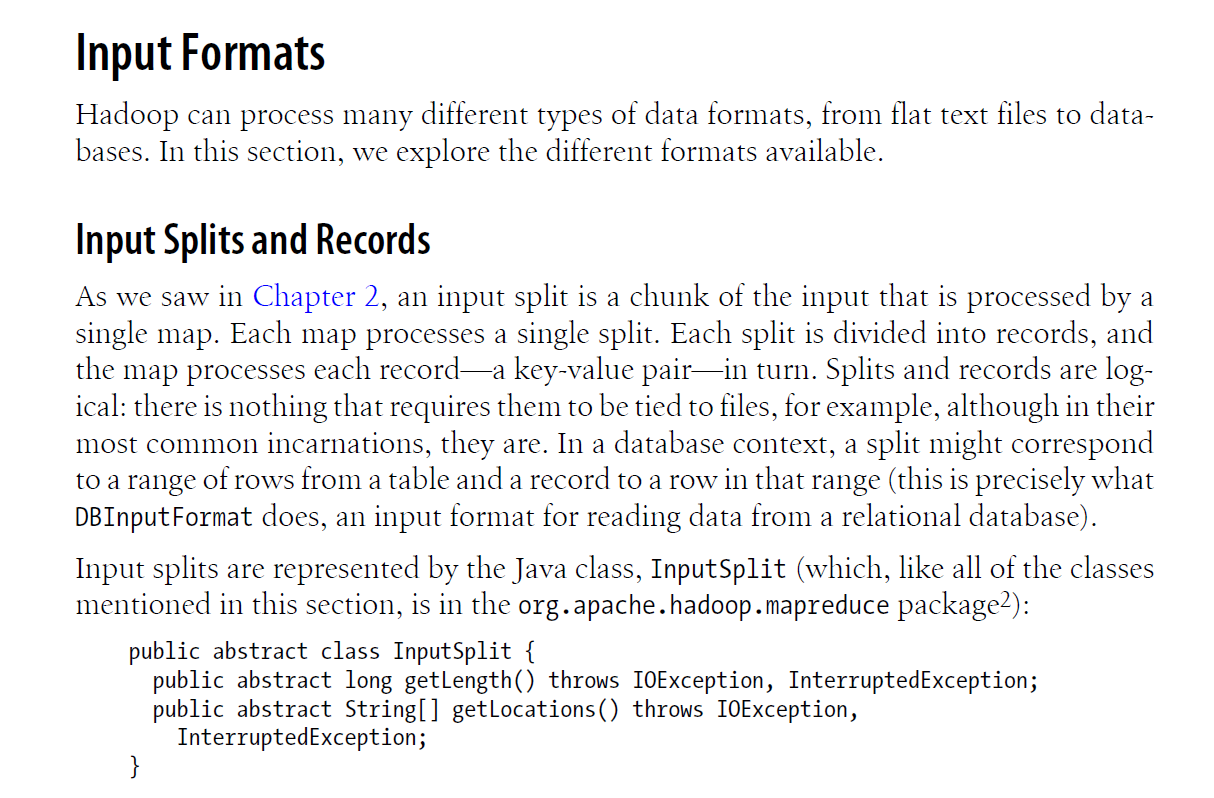 Input Formats
Hadoop can process many different types of data formats, from flat text files to data-
bases. In this section, we explore the different formats available.
Input Splits and Records
As we saw in Chapter 2, an input split is a chunk of the input that is processed by a
single map. Each map processes a single split. Each split is divided into records, and
the map processes each record—a key-value pair—in turn. Splits and records are log-
ical: there is nothing that requires them to be tied to files, for example, although in their
most common incarnations, they are. In a database context, a split might correspond
to a range of rows from a table and a record to a row in that range (this is precisely what
DBInputFormat does, an input format for reading data from a relational database).
Input splits are represented by the Java class, InputSplit (which, like all of the classes
mentioned in this section, is in the org.apache.hadoop.mapreduce package2):
public abstract class InputSplit {
  public abstract long getLength() throws IOException, InterruptedException;
  public abstract String[] getLocations() throws IOException,
    InterruptedException;
}